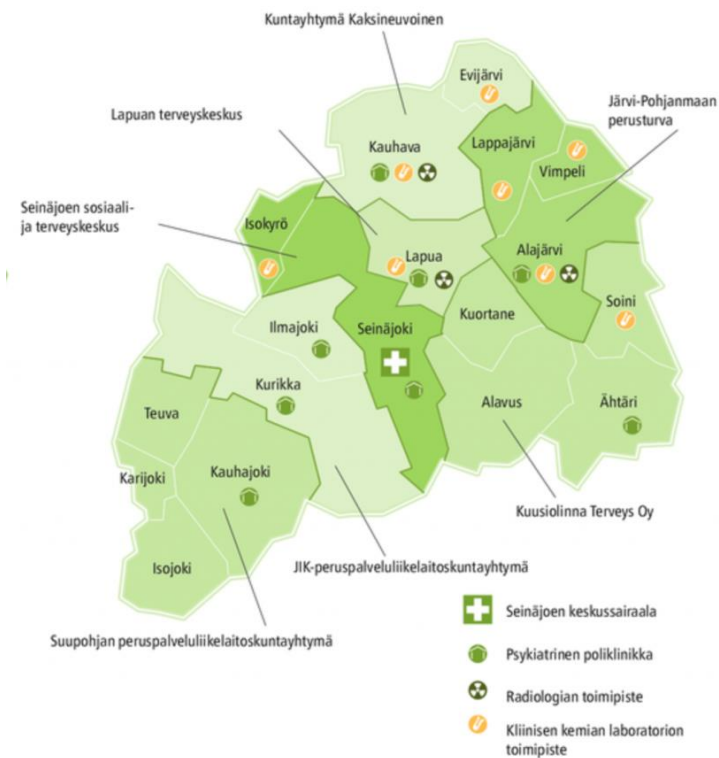 Kuntayhtymä Kaksineuvoinen
Evijärvi
Lapuan terveyskeskus
Järvi-Pohjanmaan
perusturva
Kauhava
Lappajärvi
Vimpeli
Seinäjoen sosiaali-
ja terveyskeskus
Isokyrö
Lapua
Alajärvi
Soini
Ilmajoki
Seinäjoki
Kuortane
Kurikka
Teuva
Alavus
Ähtäri
Karijoki
Kauhajoki
Kuusiolinna Terveys Oy
Isojoki
JIK-peruspalveluliikelaitoskuntayhtymä
Suupohjan peruspalveluliikelaitoskuntayhtymä
Seinäjoen keskussairaala
Psykiatrinen poliklinikka
Radiologian toimipiste
Kliinisen kemian laboratorion
toimipiste